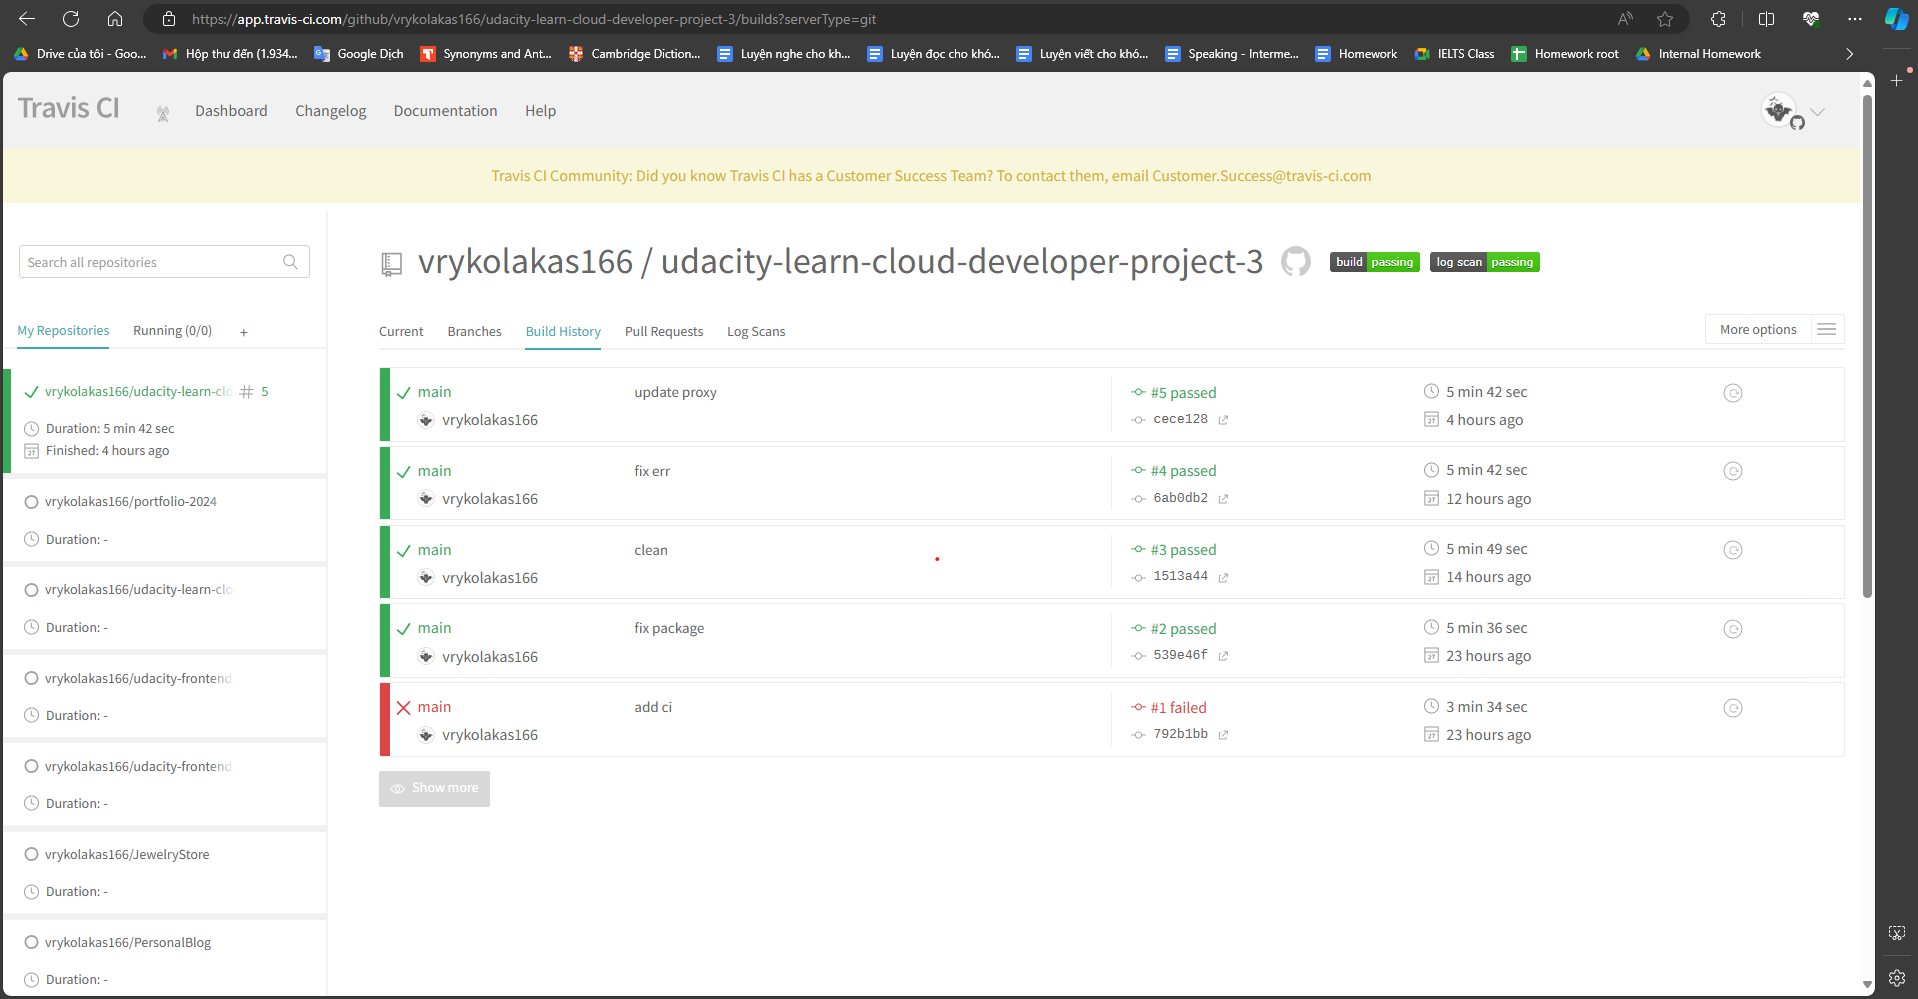 https://app.travis-ci.com/github/vrykolakas166/udacity-learn-cloud-developer-project-3/builds?serverType=git
Drive của tôi - Goo... Hộp thư đến (1.934... Google Dịch Synonyms and Ant... Cambridge Diction... Luyện nghe cho kh... Luyện đọc cho khó... Luyện viết cho khó... Speaking - Interme... Homework IELTS Class Homework root Internal Homework
Travis CI Dashboard Changelog Documentation Help
Travis CI Community: Did you know Travis CI has a Customer Success Team? To contact them, email Customer.Success@travis-ci.com
Search all repositories
My Repositories Running (0/0) +
vrykolakas166/udacity-learn-clo # 5
Duration: 5 min 42 sec
Finished: 4 hours ago
vrykolakas166/portfolio-2024
Duration: -
vrykolakas166/udacity-learn-clo
Duration: -
vrykolakas166/udacity-frontend
Duration: -
vrykolakas166/udacity-frontend
Duration: -
vrykolakas166/JewelryStore
Duration: -
vrykolakas166/PersonalBlog
Duration: -
vrykolakas166 / udacity-learn-cloud-developer-project-3 build passing log scan passing
Current Branches Build History Pull Requests Log Scans More options
main update proxy #5 passed 5 min 42 sec
vrykolakas166 cece128 4 hours ago
main fix err #4 passed 5 min 42 sec
vrykolakas166 6ab0db2 12 hours ago
main clean #3 passed 5 min 49 sec
vrykolakas166 1513a44 14 hours ago
main fix package #2 passed 5 min 36 sec
vrykolakas166 539e46f 23 hours ago
main add ci #1 failed 3 min 34 sec
vrykolakas166 792b1bb 23 hours ago
Show more